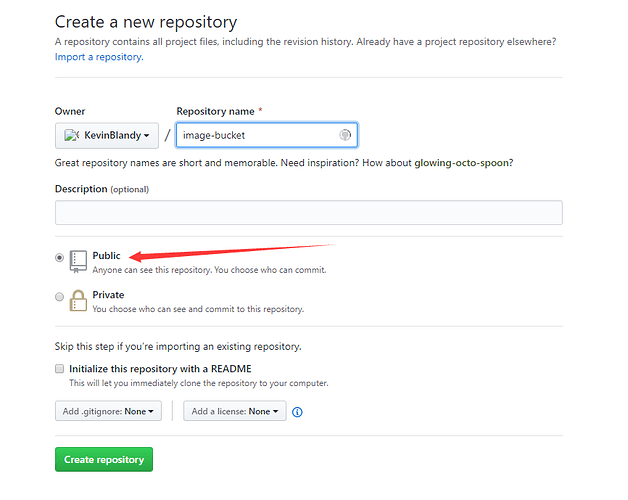 Create a new repository
A repository contains all project files, including the revision history. Already have a project repository elsewhere?
Import a repository.
Owner
Repository name *
KevinBlandy / image-bucket
Great repository names are short and memorable. Need inspiration? How about glowing-octo-spoon?
Description (optional)
Public
Anyone can see this repository. You choose who can commit.
Private
You choose who can see and commit to this repository.
Skip this step if you're importing an existing repository.
Initialize this repository with a README
This will let you immediately clone the repository to your computer.
Add .gitignore: None
Add a license: None
Create repository